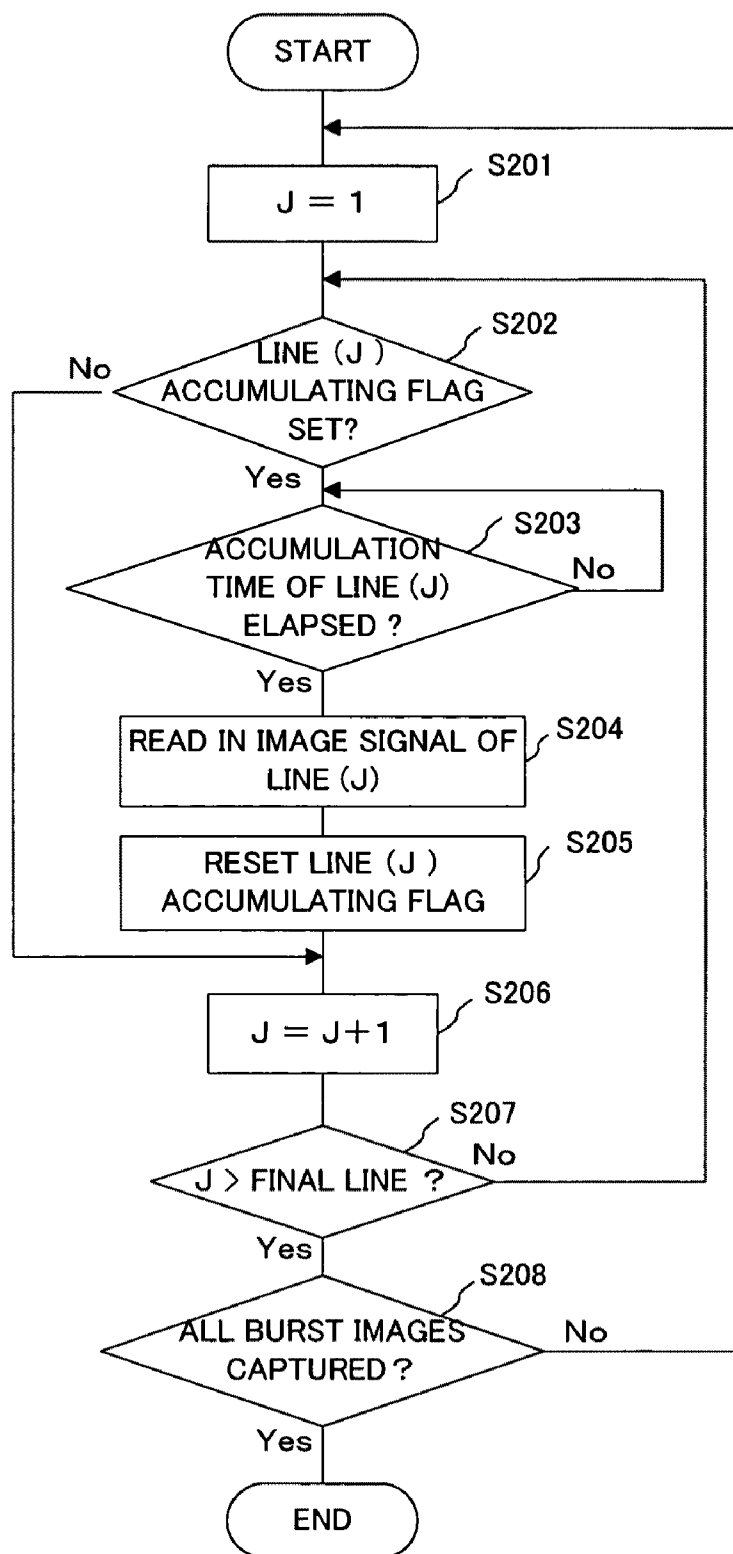 START
S201
J = 1
S202
LINE (J )
ACCUMULATING FLAG
SET?
No
Yes
S203
ACCUMULATION
TIME OF LINE (J)
ELAPSED ?
No
Yes
S204
READ IN IMAGE SIGNAL OF
LINE (J)
S205
RESET LINE (J )
ACCUMULATING FLAG
S206
J = J+1
S207
J > FINAL LINE ?
No
Yes
S208
ALL BURST IMAGES
CAPTURED ?
No
Yes
END